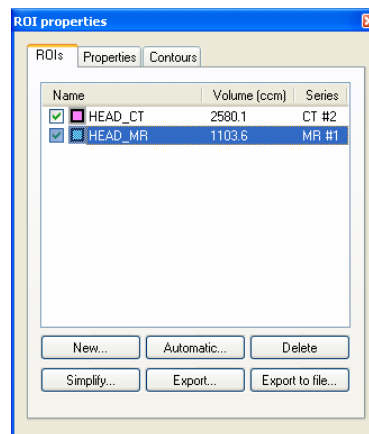 ROI properties
ROIs Properties Contours
Name Volume (ccm) Series
HEAD_CT 2580.1 CT #2
HEAD_MR 1103.6 MR #1
New... Automatic... Delete
Simplify... Export... Export to file...